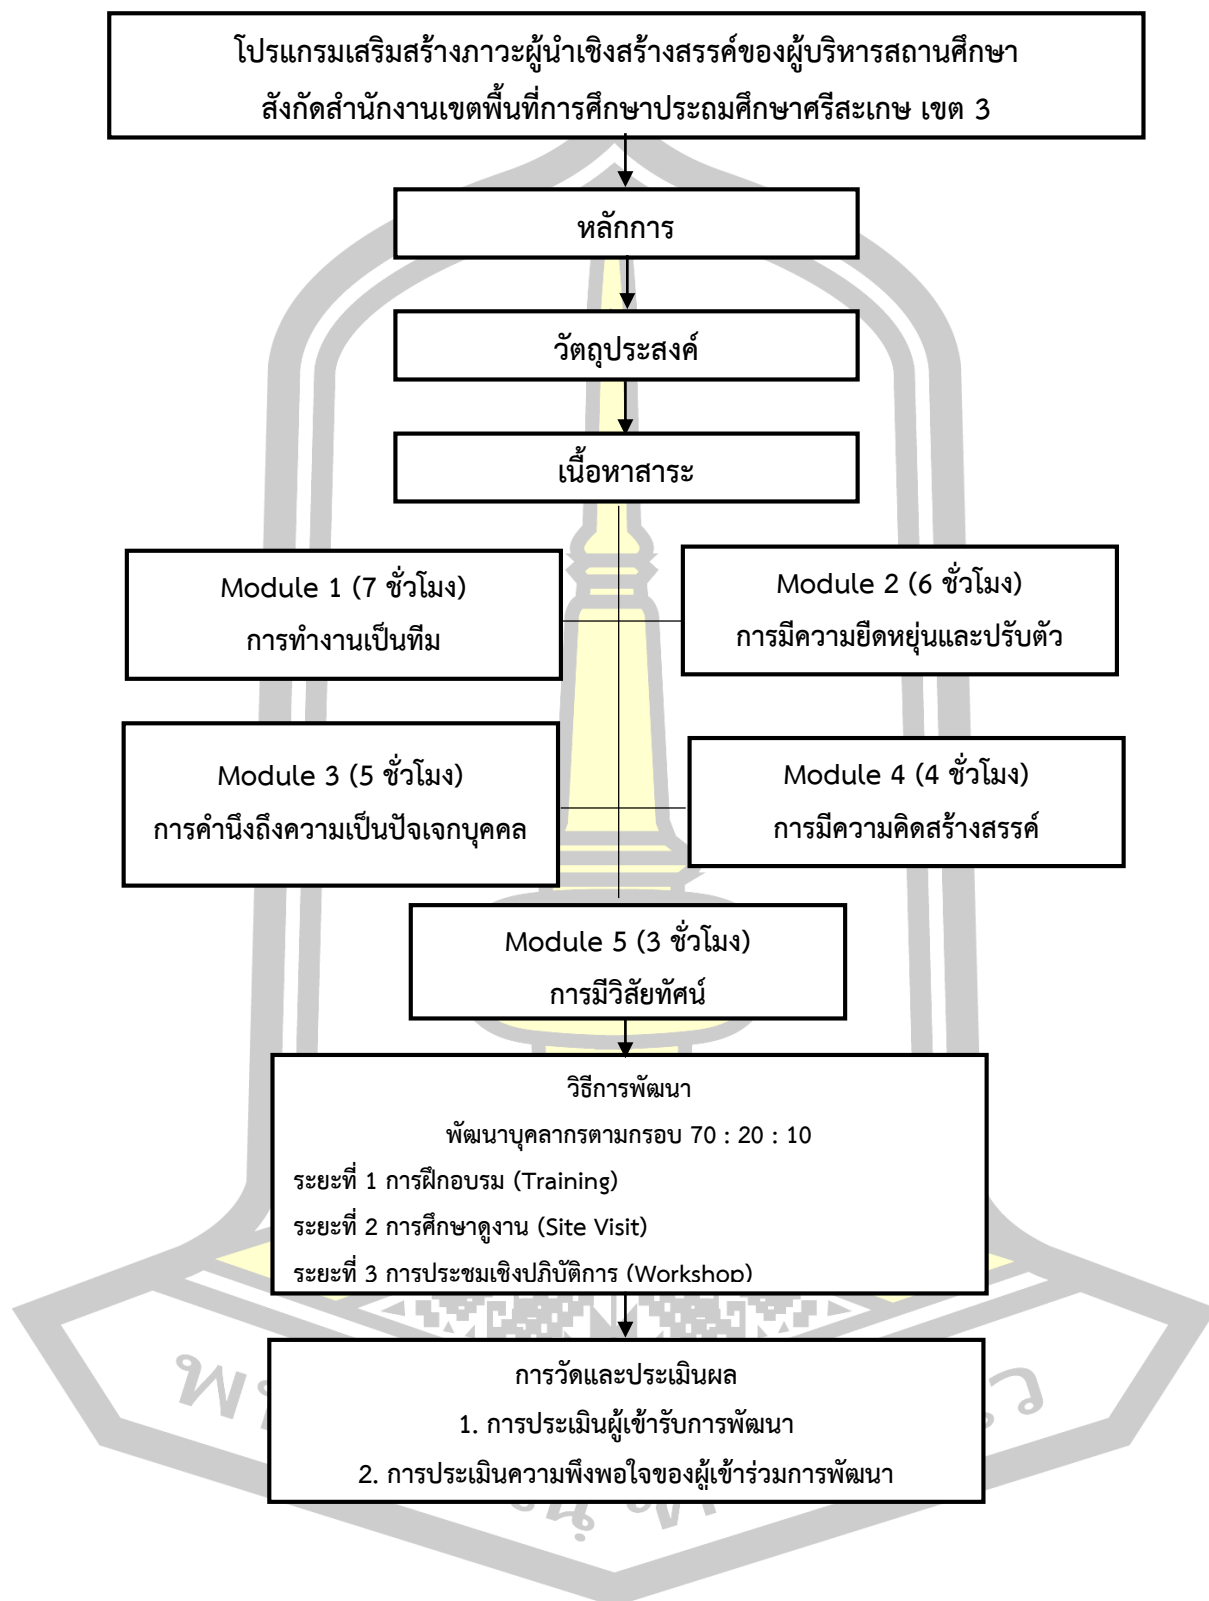 โปรแกรมเสริมสร้างภาวะผู้นำเชิงสร้างสรรค์ของผู้บริหารสถานศึกษา
สังกัดสำนักงานเขตพื้นที่การศึกษาประถมศึกษาศรีสะเกษ เขต 3
หลักการ
วัตถุประสงค์
เนื้อหาสาระ
Module 1 (7 ชั่วโมง)
การทำงานเป็นทีม
Module 2 (6 ชั่วโมง)
การมีความยืดหยุ่นและปรับตัว
Module 3 (5 ชั่วโมง)
การคำนึงถึงความเป็นปัจเจกบุคคล
Module 4 (4 ชั่วโมง)
การมีความคิดสร้างสรรค์
Module 5 (3 ชั่วโมง)
การมีวิสัยทัศน์
วิธีการพัฒนา
พัฒนาบุคลากรตามกรอบ 70 : 20 : 10
ระยะที่ 1 การฝึกอบรม (Training)
ระยะที่ 2 การศึกษาดูงาน (Site Visit)
ระยะที่ 3 การประชุมเชิงปฏิบัติการ (Workshop)
การวัดและประเมินผล
1. การประเมินผู้เข้ารับการพัฒนา
2. การประเมินความพึงพอใจของผู้เข้าร่วมการพัฒนา